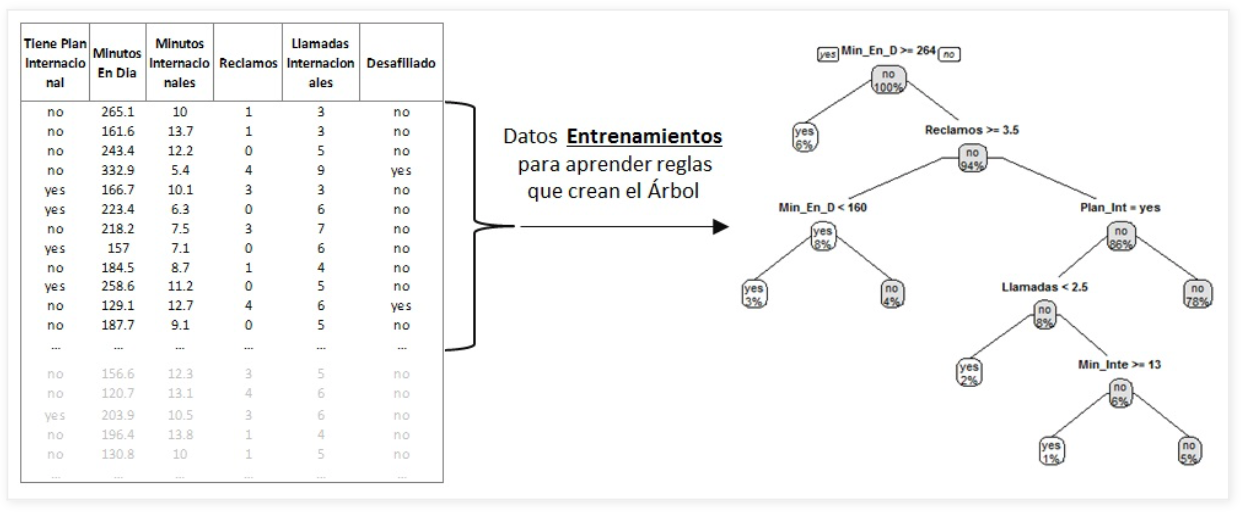 Tiene Plan Internacio nal	Minutos En Dia	Minutos Internacio nales	Reclamos	Llamadas Internacion ales	Desafiliado
no	265.1	10	1	3	no
no	161.6	13.7	1	3	no
no	243.4	12.2	0	5	no
no	332.9	5.4	4	9	yes
yes	166.7	10.1	3	3	no
yes	223.4	6.3	0	6	no
no	218.2	7.5	3	7	no
yes	157	7.1	0	6	no
no	184.5	8.7	1	4	no
yes	258.6	11.2	0	5	no
no	129.1	12.7	4	6	yes
no	187.7	9.1	0	5	no
...	...	...	...	...	...
no	156.6	12.3	3	5	no
no	120.7	13.1	4	6	no
yes	203.9	10.5	3	6	no
no	196.4	13.8	1	4	no
no	130.8	10	1	5	no
...	...	...	...	...	...
Datos Entrenamientos
para aprender reglas
que crean el Árbol
yes Min_En_D >= 264 no
no
100%
yes
6%
Reclamos >= 3.5
no
94%
Min_En_D < 160
yes
8%
yes
3%
no
4%
Plan_Int = yes
no
86%
Llamadas < 2.5
no
8%
no
78%
yes
2%
Min_Inte >= 13
no
6%
yes
1%
no
5%